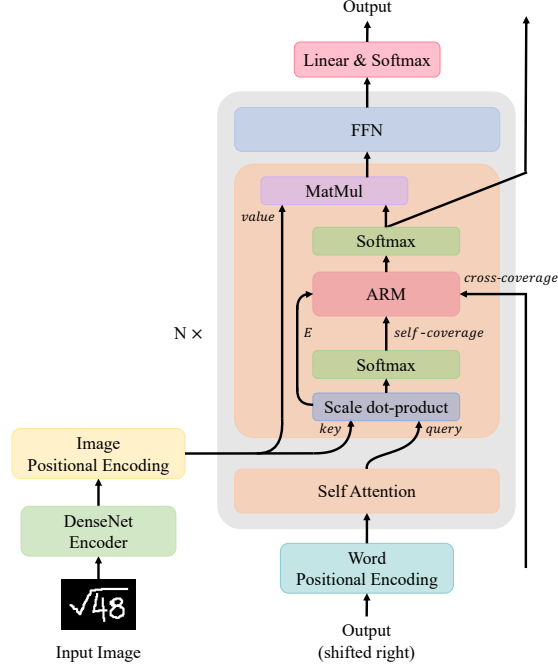 Output
Linear & Softmax
FFN
MatMul
value
Softmax
cross-coverage
ARM
N ×
E
self-coverage
Softmax
Scale dot-product
key
query
Image
Positional Encoding
Self Attention
DenseNet
Encoder
Word
Positional Encoding
√48
Input Image
Output
(shifted right)